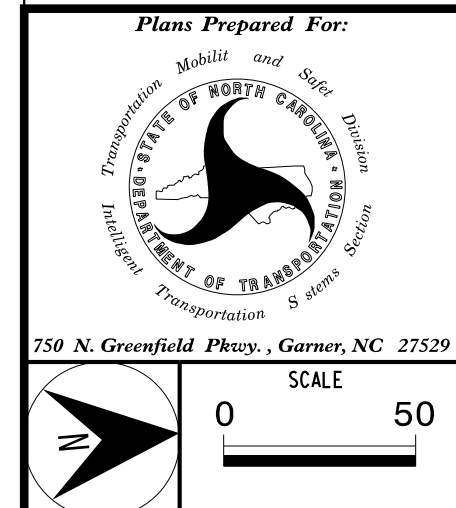 Plans Prepared For:
Transportation Mobilit and Safet Division
STATE OF NORTH CAROLINA
DEPARTMENT OF TRANSPORTATION
Intelligent Transportation S stems Section
750 N. Greenfield Pkwy. , Garner, NC 27529
N
SCALE
0 50